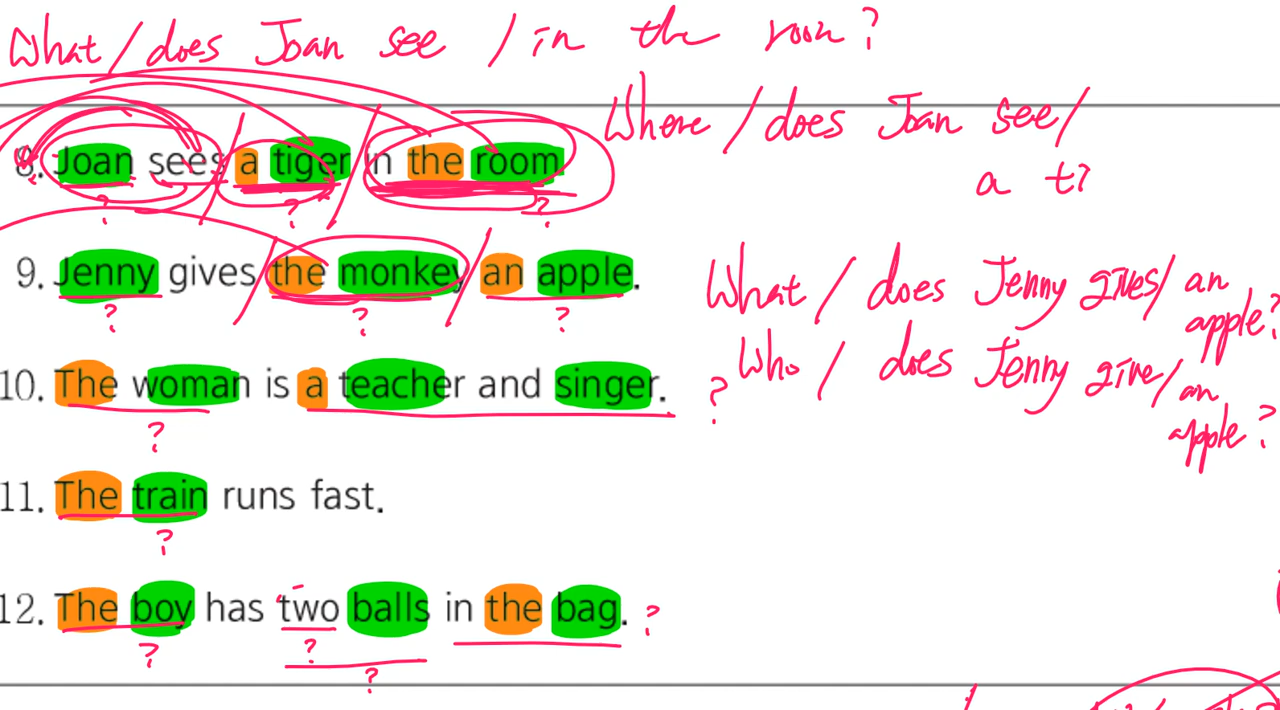 What / does Joan see / in the room?
Where / does Joan see /
a ti
8. Joan sees a tiger in the room
? ? ?
9. Jenny gives the monkey an apple.
? ? ?
What / does Jenny gives / an
apple?
10. The woman is a teacher and singer. ?
?
Who / does Jenny give / an
apple?
11. The train runs fast.
?
12. The boy has two balls in the bag. ?
? ? ?